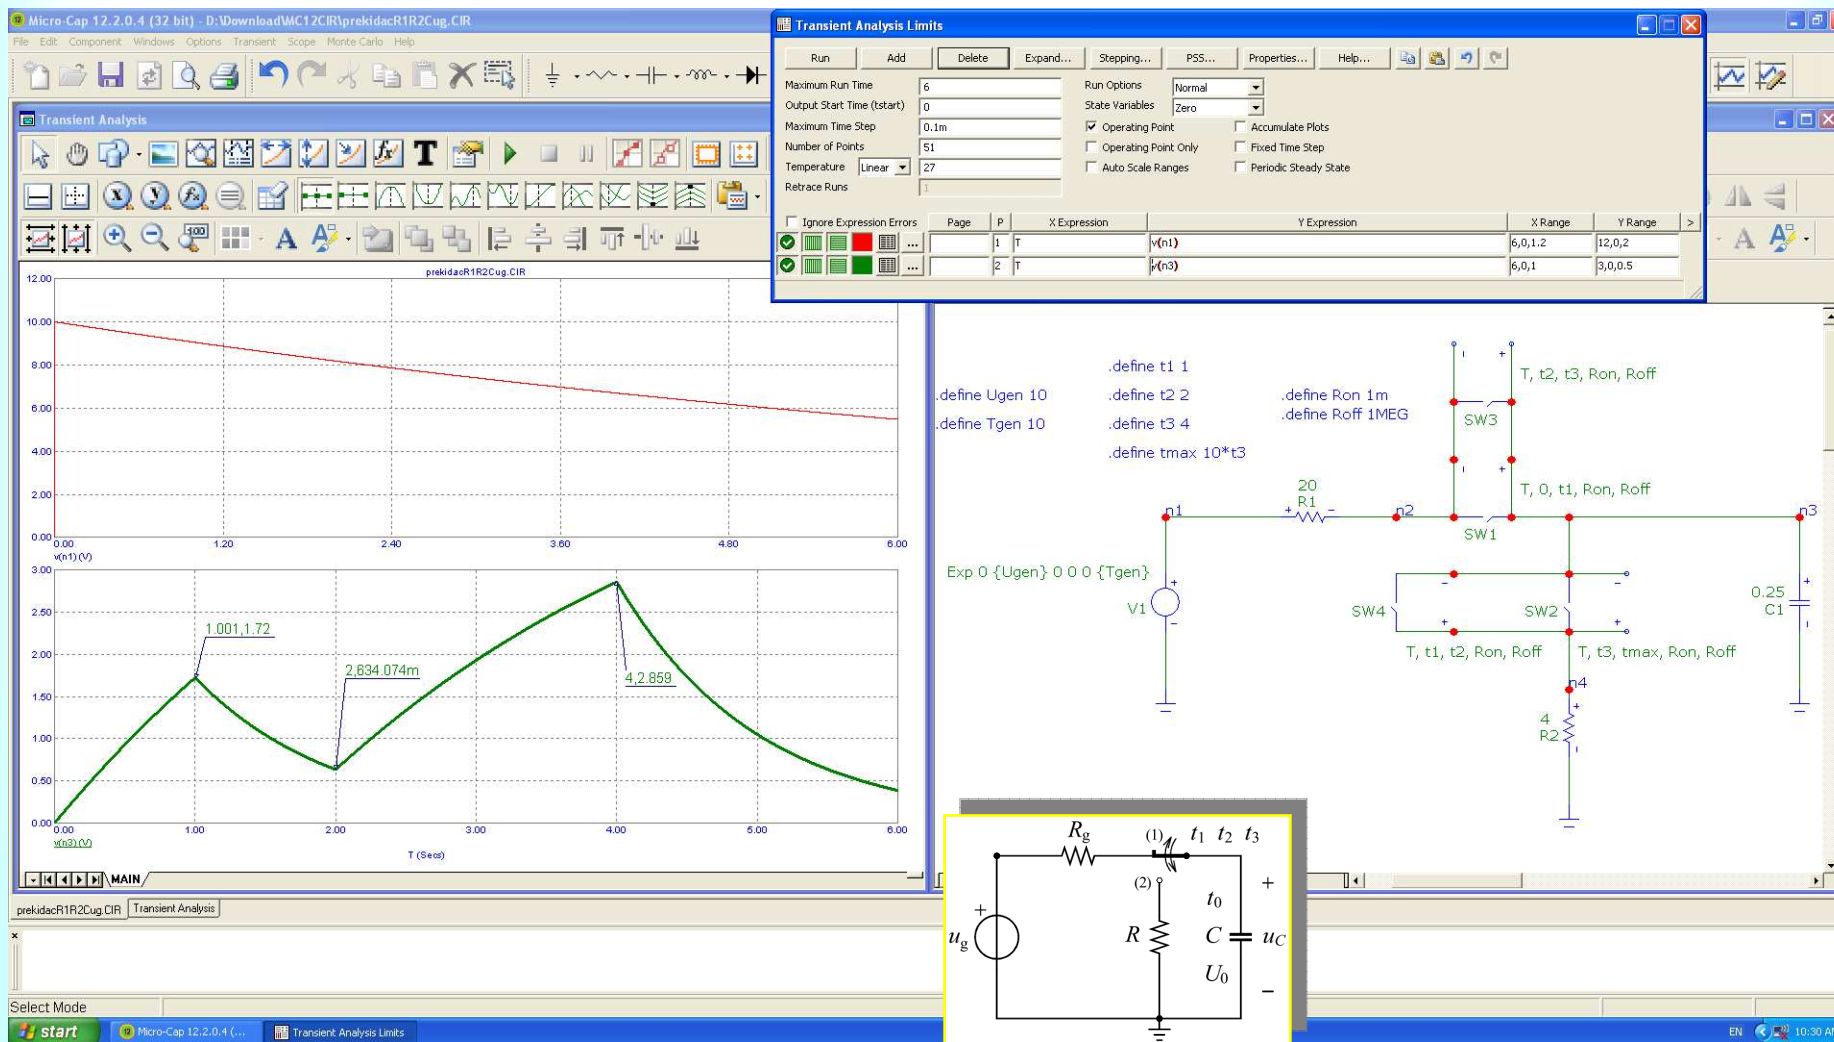 Micro-Cap 12.2.0.4 (32 bit) - D:\Download\MC12CIR\prekidacR1R2Cug.CIR
File Edit Component Windows Options Transient Scope Monte Carlo Help
Transient Analysis
prekidacR1R2Cug.CIR
12.00
10.00
8.00
6.00
4.00
2.00
0.00
0.00 1.20 2.40 3.60 4.80 6.00
v(n1) (V)
3.00
2.50
2.00
1.50
1.00
0.50
0.00
1.001,1.72
2,634.074m
4,2.859
0.00 1.00 2.00 3.00 4.00 5.00 6.00
v(n3) (V)
T (Secs)
MAIN
prekidacR1R2Cug.CIR Transient Analysis
Select Mode
start
Micro-Cap 12.2.0.4 (...
Transient Analysis Limits
EN
10:30 AM
Transient Analysis Limits
Run Add Delete Expand... Stepping... PSS... Properties... Help...
Maximum Run Time 6 Run Options Normal
Output Start Time (tstart) 0 State Variables Zero
Maximum Time Step 0.1m Operating Point Accumulate Plots
Number of Points 51 Operating Point Only Fixed Time Step
Temperature Linear 27 Auto Scale Ranges Periodic Steady State
Retrace Runs 1
Ignore Expression Errors Page P X Expression Y Expression X Range Y Range >
... 1 T v(n1) 6,0,1.2 12,0,2
... 2 T v(n3) 6,0,1 3,0,0.5
.define t1 1
.define Ugen 10 .define t2 2 .define Ron 1m
.define Roff 1MEG
.define Tgen 10 .define t3 4
.define tmax 10*t3
T, t2, t3, Ron, Roff
SW3
T, 0, t1, Ron, Roff
20
R1
n1 n2 n3
SW1
Exp 0 {Ugen} 0 0 0 {Tgen}
V1
SW4 SW2
0.25
C1
T, t1, t2, Ron, Roff T, t3, tmax, Ron, Roff
n4
4
R2
Rg (1) t1 t2 t3
(2) t0
+ +
ug R C uC
U0
−